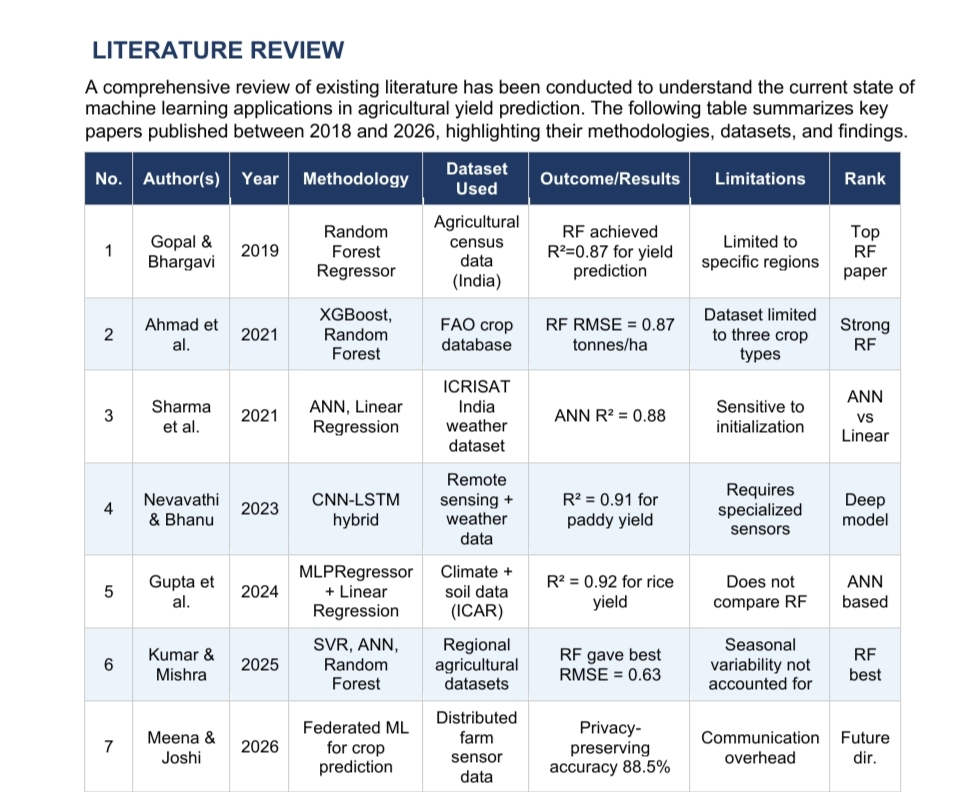 LITERATURE REVIEW
A comprehensive review of existing literature has been conducted to understand the current state of
machine learning applications in agricultural yield prediction. The following table summarizes key
papers published between 2018 and 2026, highlighting their methodologies, datasets, and findings.
No. Author(s) Year Methodology Dataset Used Outcome/Results Limitations Rank
1 Gopal & Bhargavi 2019 Random Forest Regressor Agricultural census data (India) RF achieved R²=0.87 for yield prediction Limited to specific regions Top RF paper
2 Ahmad et al. 2021 XGBoost, Random Forest FAO crop database RF RMSE = 0.87 tonnes/ha Dataset limited to three crop types Strong RF
3 Sharma et al. 2021 ANN, Linear Regression ICRISAT India weather dataset ANN R² = 0.88 Sensitive to initialization ANN vs Linear
4 Nevavathi & Bhanu 2023 CNN-LSTM hybrid Remote sensing + weather data R² = 0.91 for paddy yield Requires specialized sensors Deep model
5 Gupta et al. 2024 MLPRegressor + Linear Regression Climate + soil data (ICAR) R² = 0.92 for rice yield Does not compare RF ANN based
6 Kumar & Mishra 2025 SVR, ANN, Random Forest Regional agricultural datasets RF gave best RMSE = 0.63 Seasonal variability not accounted for RF best
7 Meena & Joshi 2026 Federated ML for crop prediction Distributed farm sensor data Privacy-preserving accuracy 88.5% Communication overhead Future dir.